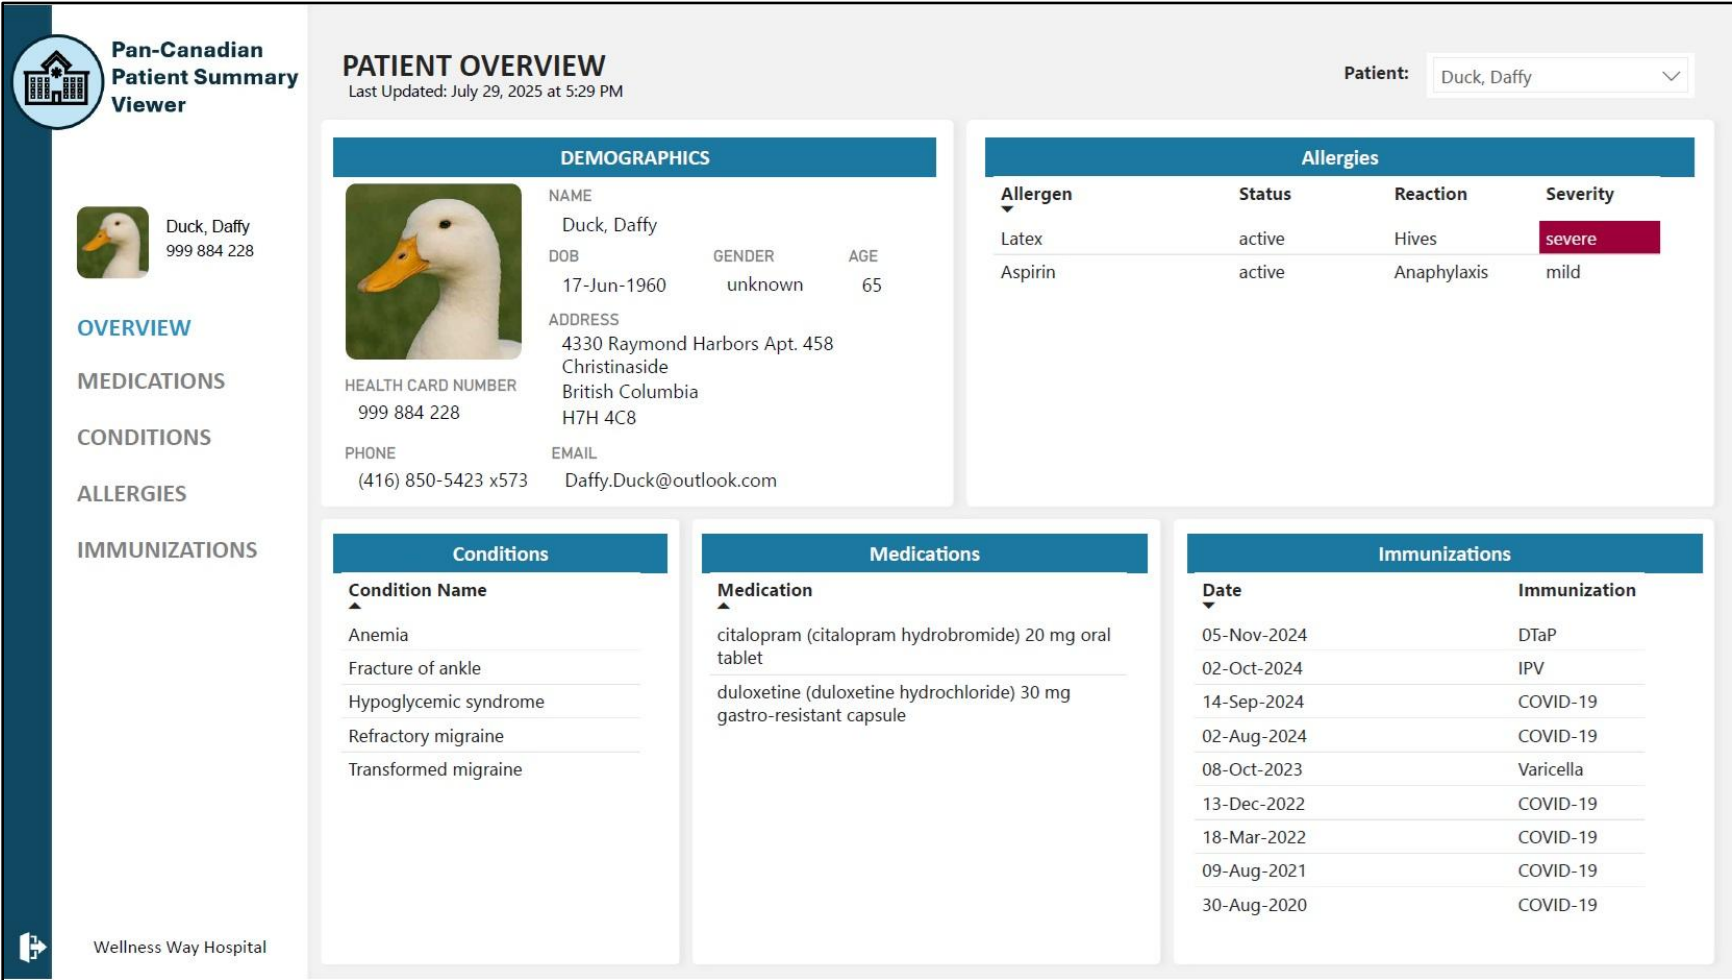 Pan-Canadian
Patient Summary
Viewer
Duck, Daffy
999 884 228
OVERVIEW
MEDICATIONS
CONDITIONS
ALLERGIES
IMMUNIZATIONS
Wellness Way Hospital
PATIENT OVERVIEW
Last Updated: July 29, 2025 at 5:29 PM
Patient: Duck, Daffy
DEMOGRAPHICS
NAME
Duck, Daffy
DOB GENDER AGE
17-Jun-1960 unknown 65
ADDRESS
4330 Raymond Harbors Apt. 458
Christinaside
British Columbia
H7H 4C8
HEALTH CARD NUMBER
999 884 228
PHONE EMAIL
(416) 850-5423 x573 Daffy.Duck@outlook.com
Allergies
Allergen Status Reaction Severity
Latex active Hives severe
Aspirin active Anaphylaxis mild
Conditions
Condition Name
Anemia
Fracture of ankle
Hypoglycemic syndrome
Refractory migraine
Transformed migraine
Medications
Medication
citalopram (citalopram hydrobromide) 20 mg oral
tablet
duloxetine (duloxetine hydrochloride) 30 mg
gastro-resistant capsule
Immunizations
Date Immunization
05-Nov-2024 DTaP
02-Oct-2024 IPV
14-Sep-2024 COVID-19
02-Aug-2024 COVID-19
08-Oct-2023 Varicella
13-Dec-2022 COVID-19
18-Mar-2022 COVID-19
09-Aug-2021 COVID-19
30-Aug-2020 COVID-19